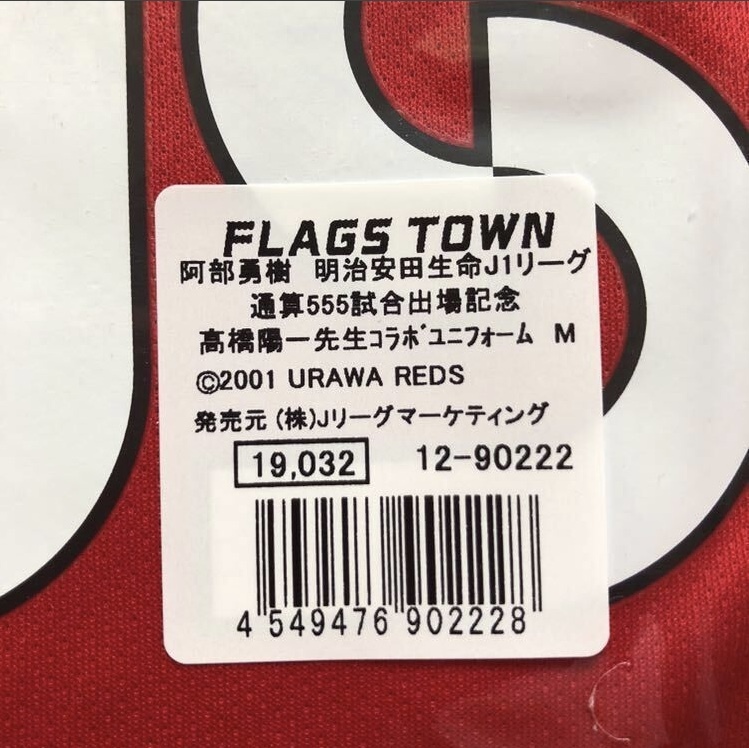 FLAGS TOWN
阿部勇樹 明治安田生命J1リーグ
通算555試合出場記念
高橋陽一先生コラボユニフォーム M
©2001 URAWA REDS
発売元 (株)Jリーグマーケティング
19,032 12-90222
4 549476 902228